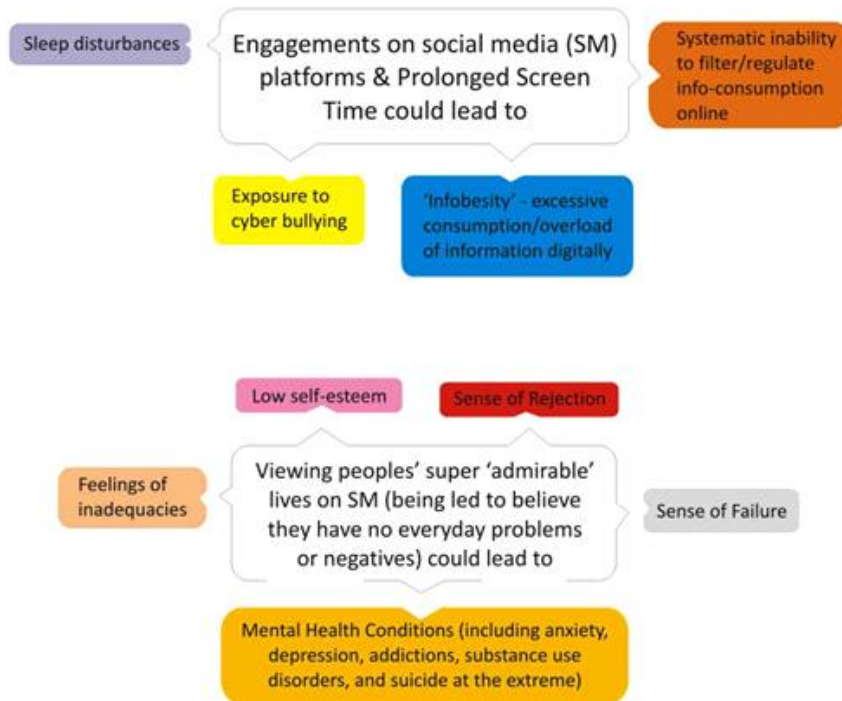 Sleep disturbances
Engagements on social media (SM)
platforms & Prolonged Screen
Time could lead to
Systematic inability
to filter/regulate
info-consumption
online
Exposure to
cyber bullying
‘Infobesity’ - excessive
consumption/overload
of information digitally
Low self-esteem
Sense of Rejection
Feelings of
inadequacies
Viewing peoples’ super ‘admirable’
lives on SM (being led to believe
they have no everyday problems
or negatives) could lead to
Sense of Failure
Mental Health Conditions (including anxiety,
depression, addictions, substance use
disorders, and suicide at the extreme)